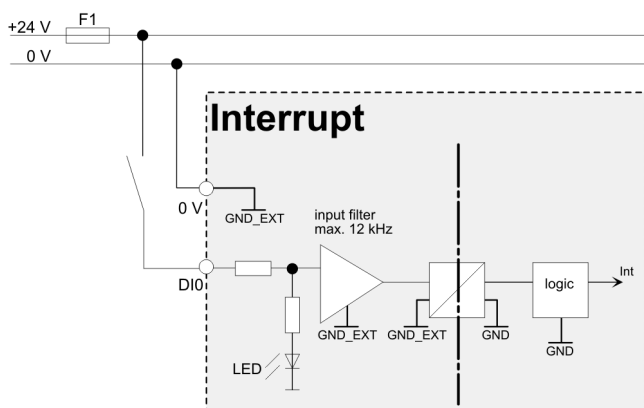 F1
+24 V
0 V
Interrupt
0 V
GND_EXT
input filter
max. 12 kHz
DI0
logic
Int
GND_EXT
GND_EXT
GND
GND
LED